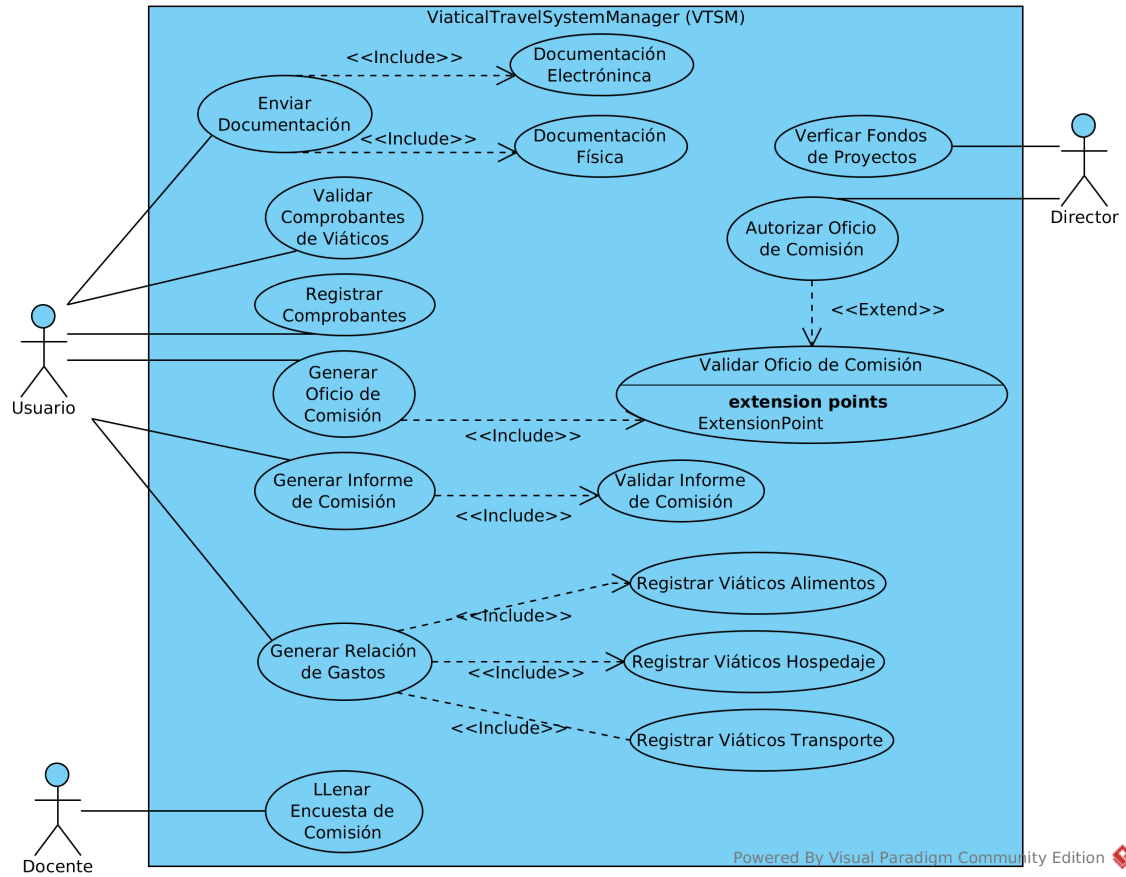 ViaticalTravelSystemManager (VTSM)
<<Include>>
Documentación
Electróninca
Enviar
Documentación
<<Include>>
Documentación
Física
Verficar Fondos
de Proyectos
Director
Validar
Comprobantes
de Viáticos
Autorizar Oficio
de Comisión
Registrar
Comprobantes
<<Extend>>
Usuario
Generar
Oficio de
Comisión
Validar Oficio de Comisión
extension points
ExtensionPoint
<<Include>>
Generar Informe
de Comisión
Validar Informe
de Comisión
<<Include>>
Registrar Viáticos Alimentos
<<Include>>
Generar Relación
de Gastos
Registrar Viáticos Hospedaje
<<Include>>
<<Include>>
Registrar Viáticos Transporte
LLenar
Encuesta de
Comisión
Docente
Powered By Visual Paradigm Community Edition